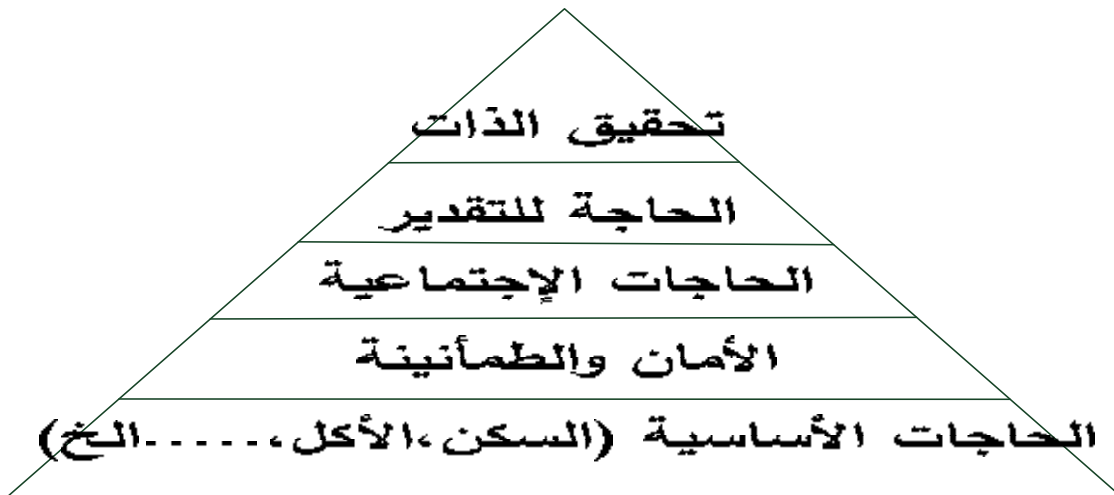 تحقيق الذات
الحاجة للتقدير
الحاجات الإجتماعية
الأمان والطمأنينة
الحاجات الأساسية (السكن،الأكل،-----الخ)